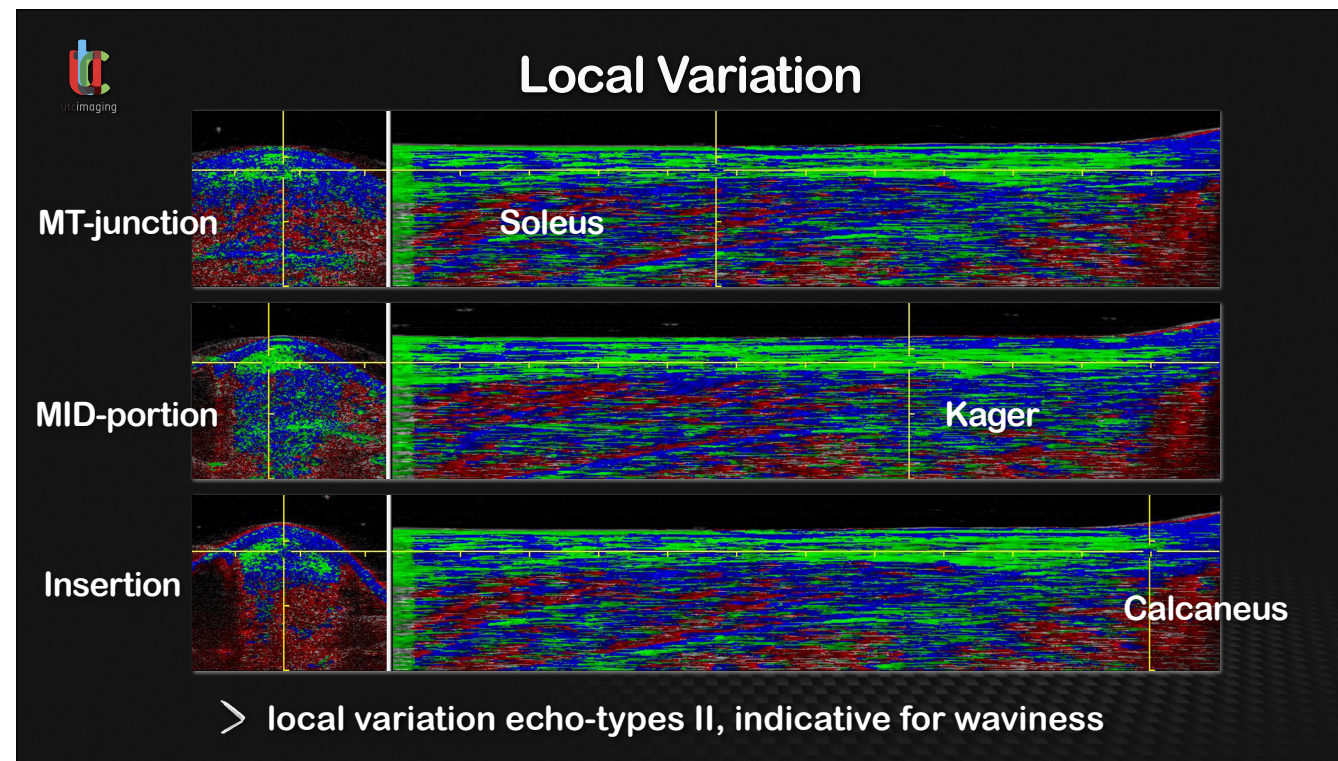 Local Variation
utcimaging
MT-junction
Soleus
MID-portion
Kager
Insertion
Calcaneus
local variation echo-types II, indicative for waviness